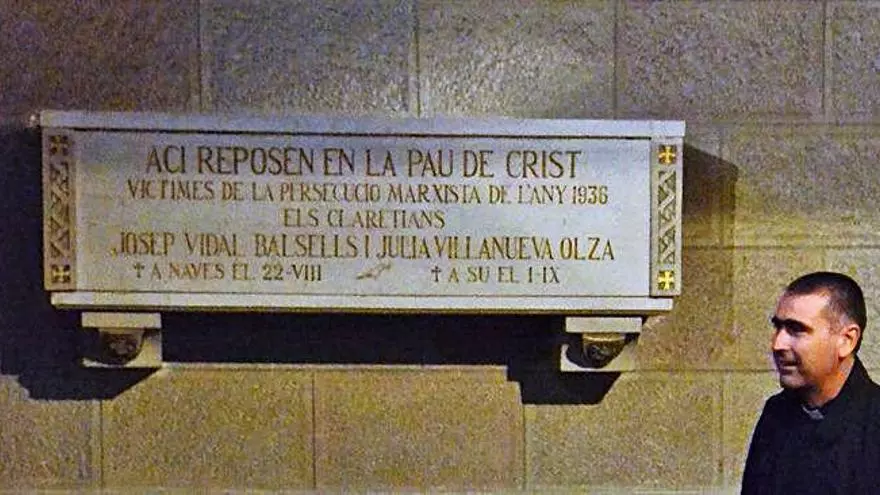 ACI REPOSEN EN LA PAU DE CRIST
VICTIMES DE LA PERSECUCIO MARXISTA DE L'ANY 1936
ELS CLARETIANS
JOSEP VIDAL BALSELLS I JULIA VILLANUEVA OLZA
† A NAVES EL 22-VIII † A SU EL I-IX